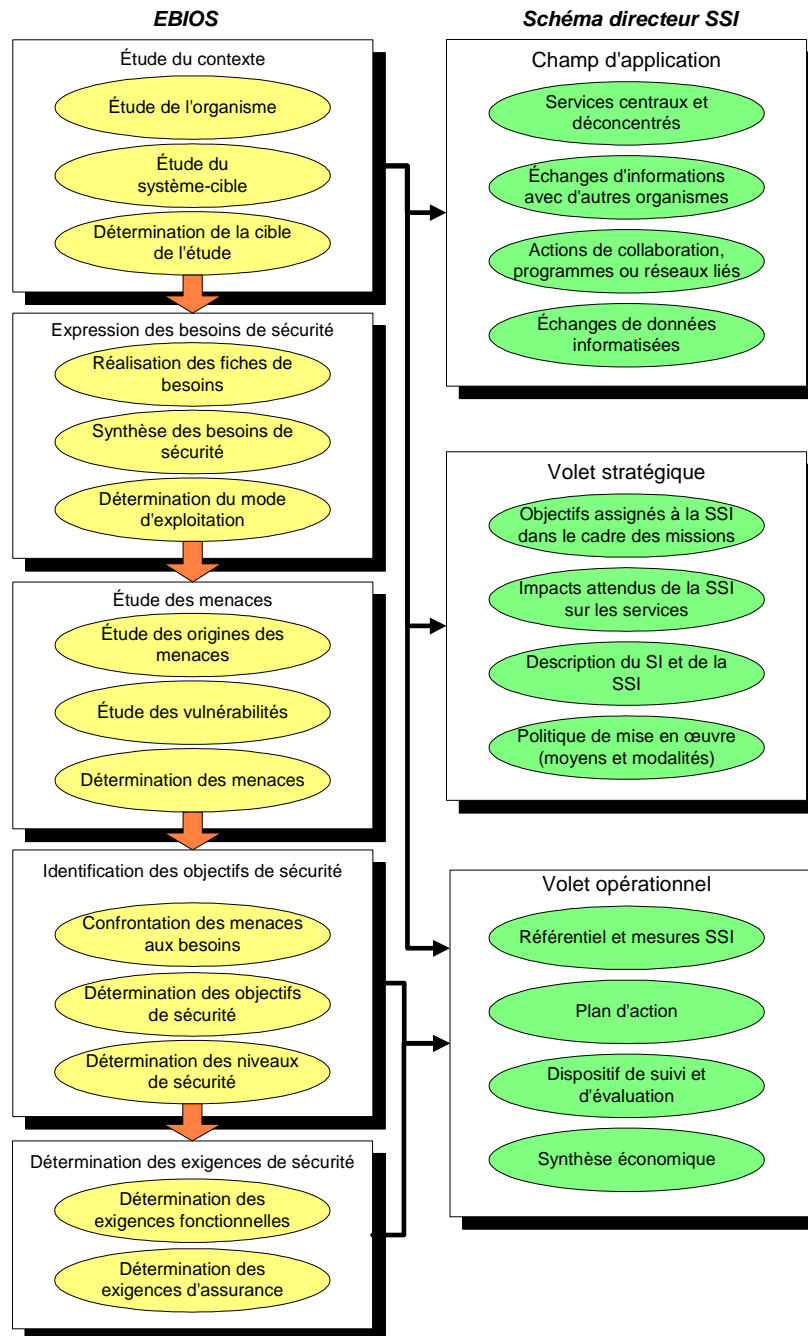 EBIOS
Étude du contexte
Étude de l'organisme
Étude du
système-cible
Détermination de la cible
de l'étude
Expression des besoins de sécurité
Réalisation des fiches de
besoins
Synthèse des besoins de
sécurité
Détermination du mode
d'exploitation
Étude des menaces
Étude des origines des
menaces
Étude des vulnérabilités
Détermination des menaces
Identification des objectifs de sécurité
Confrontation des menaces
aux besoins
Détermination des objectifs
de sécurité
Détermination des niveaux
de sécurité
Détermination des exigences de sécurité
Détermination des
exigences fonctionnelles
Détermination des
exigences d'assurance
Schéma directeur SSI
Champ d'application
Services centraux et
déconcentrés
Échanges d'informations
avec d'autres organismes
Actions de collaboration,
programmes ou réseaux liés
Échanges de données
informatisées
Volet stratégique
Objectifs assignés à la SSI
dans le cadre des missions
Impacts attendus de la SSI
sur les services
Description du SI et de la
SSI
Politique de mise en œuvre
(moyens et modalités)
Volet opérationnel
Référentiel et mesures SSI
Plan d'action
Dispositif de suivi et
d'évaluation
Synthèse économique